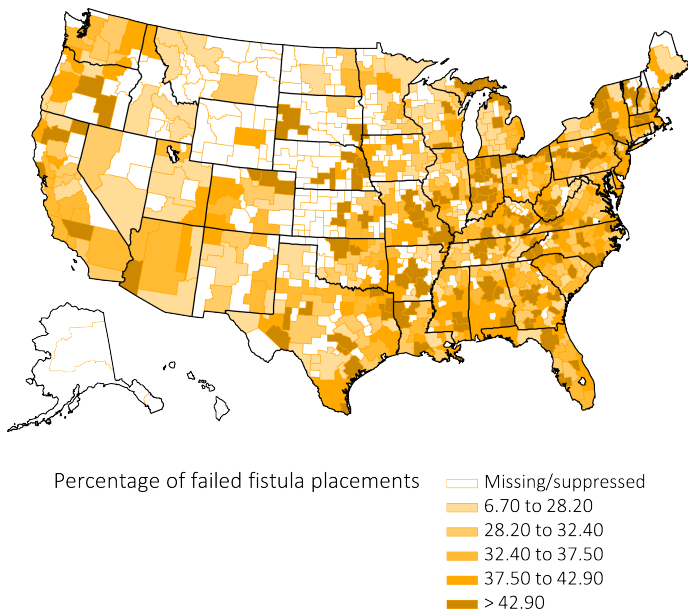 Percentage of failed fistula placements
Missing/suppressed
6.70 to 28.20
28.20 to 32.40
32.40 to 37.50
37.50 to 42.90
> 42.90